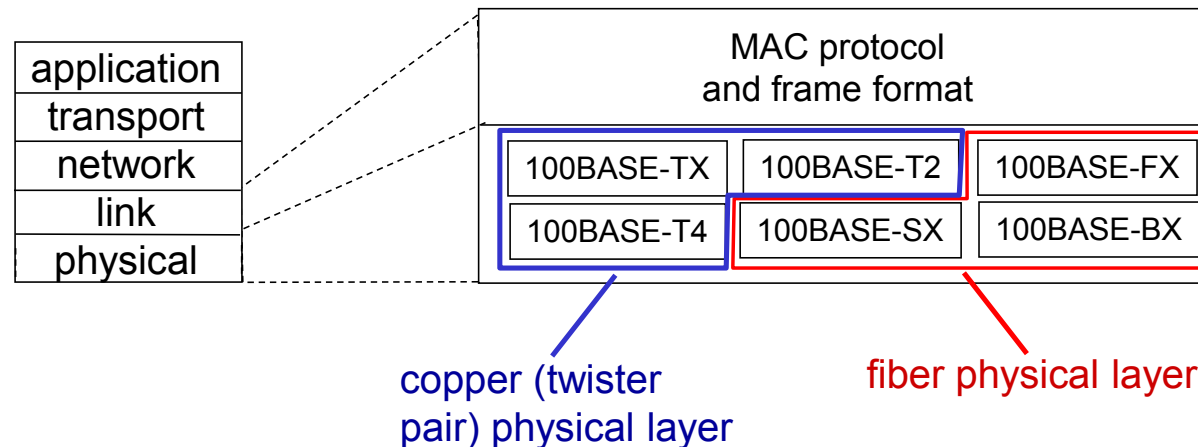 application
transport
network
link
physical
MAC protocol
and frame format
100BASE-TX
100BASE-T2
100BASE-FX
100BASE-T4
100BASE-SX
100BASE-BX
copper (twister
pair) physical layer
fiber physical layer